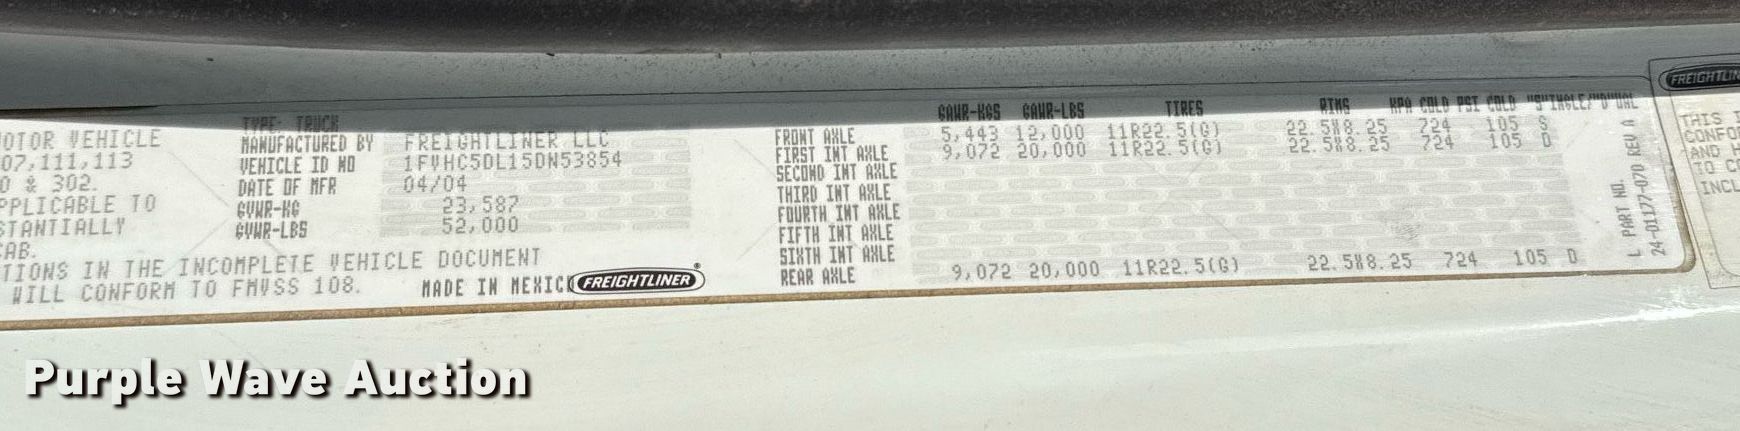 OTOR VEHICLE
07,111,113
0 & 302.
PPLICABLE TO
STANTIALLY
CAB.
TIONS IN THE INCOMPLETE VEHICLE DOCUMENT
WILL CONFORM TO FMVSS 108.
TYPE: TRUCK
MANUFACTURED BY FREIGHTLINER LLC
VEHICLE ID NO 1FVHC5DL15DN53854
DATE OF MFR 04/04
GVWR-KG 23,587
GVWR-LBS 52,000
MADE IN MEXICO FREIGHTLINER®
GAWR-KGS GAWR-LBS TIRES RIMS KPA COLD PSI COLD "S"INGLE/"D"UAL
FRONT AXLE 5,443 12,000 11R22.5(G) 22.5X8.25 724 105 S
FIRST INT AXLE 9,072 20,000 11R22.5(G) 22.5X8.25 724 105 D
SECOND INT AXLE
THIRD INT AXLE
FOURTH INT AXLE
FIFTH INT AXLE
SIXTH INT AXLE
REAR AXLE 9,072 20,000 11R22.5(G) 22.5X8.25 724 105 D
L PART NO.
24-01177-070 REV A
FREIGHTLIN
THIS I
CONFO
AND H
TO CO
INCL
Purple Wave Auction